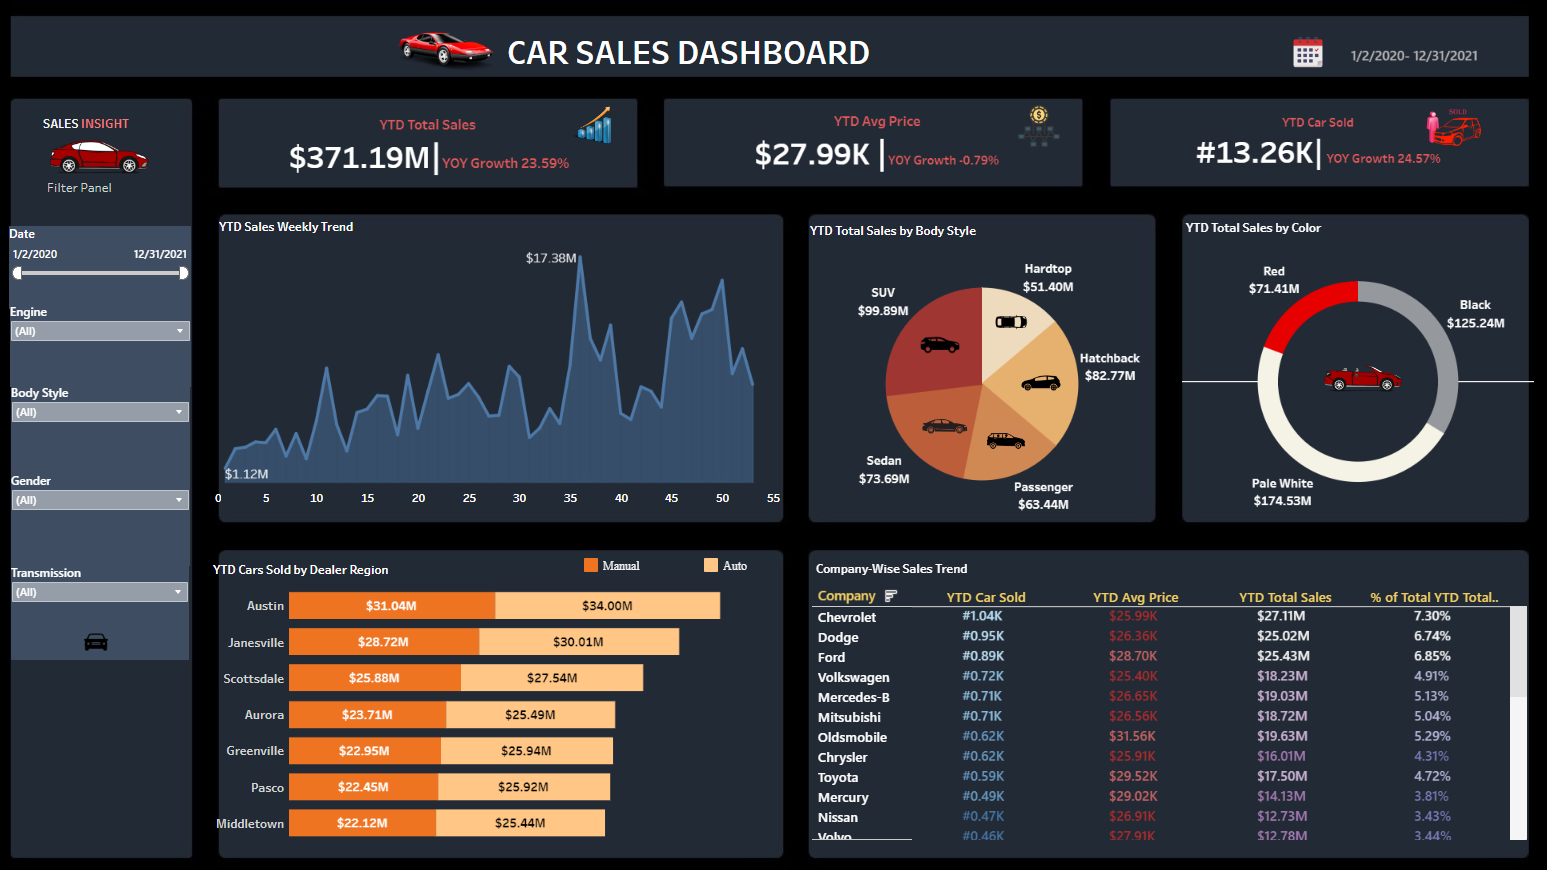 CAR SALES DASHBOARD
1/2/2020- 12/31/2021
SALES INSIGHT
Filter Panel
Date
1/2/2020 12/31/2021
Engine
(All)
Body Style
(All)
Gender
(All)
Transmission
(All)
YTD Total Sales
$371.19M| YOY Growth 23.59%
YTD Avg Price
$27.99K | YOY Growth -0.79%
SOLD
YTD Car Sold
#13.26K| YOY Growth 24.57%
YTD Sales Weekly Trend
$17.38M
$1.12M
0 5 10 15 20 25 30 35 40 45 50 55
YTD Total Sales by Body Style
Hardtop
$51.40M
SUV
$99.89M
Hatchback
$82.77M
Sedan
$73.69M
Passenger
$63.44M
YTD Total Sales by Color
Red
$71.41M
Black
$125.24M
Pale White
$174.53M
YTD Cars Sold by Dealer Region
Manual Auto
Austin $31.04M $34.00M
Janesville $28.72M $30.01M
Scottsdale $25.88M $27.54M
Aurora $23.71M $25.49M
Greenville $22.95M $25.94M
Pasco $22.45M $25.92M
Middletown $22.12M $25.44M
Company-Wise Sales Trend
Company YTD Car Sold YTD Avg Price YTD Total Sales % of Total YTD Total..
Chevrolet #1.04K $25.99K $27.11M 7.30%
Dodge #0.95K $26.36K $25.02M 6.74%
Ford #0.89K $28.70K $25.43M 6.85%
Volkswagen #0.72K $25.40K $18.23M 4.91%
Mercedes-B #0.71K $26.65K $19.03M 5.13%
Mitsubishi #0.71K $26.56K $18.72M 5.04%
Oldsmobile #0.62K $31.56K $19.63M 5.29%
Chrysler #0.62K $25.91K $16.01M 4.31%
Toyota #0.59K $29.52K $17.50M 4.72%
Mercury #0.49K $29.02K $14.13M 3.81%
Nissan #0.47K $26.91K $12.73M 3.43%
Volvo #0.46K $27.91K $12.78M 3.44%